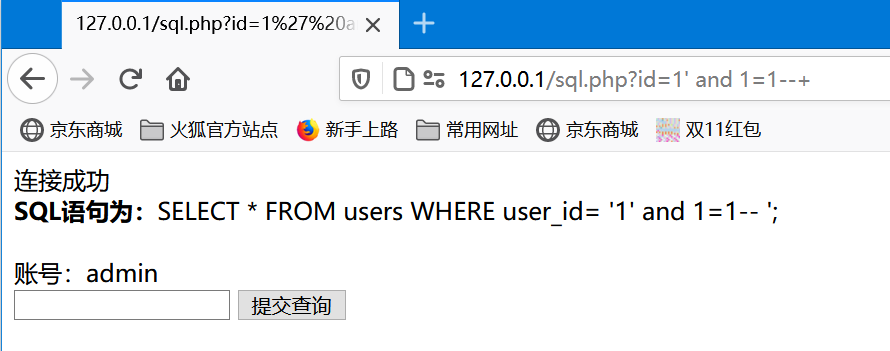 127.0.0.1/sql.php?id=1%27%20a
127.0.0.1/sql.php?id=1' and 1=1--+
京东商城 火狐官方站点 新手上路 常用网址 京东商城 双11红包
连接成功
SQL语句为：SELECT * FROM users WHERE user_id= '1' and 1=1-- ';
账号：admin
提交查询